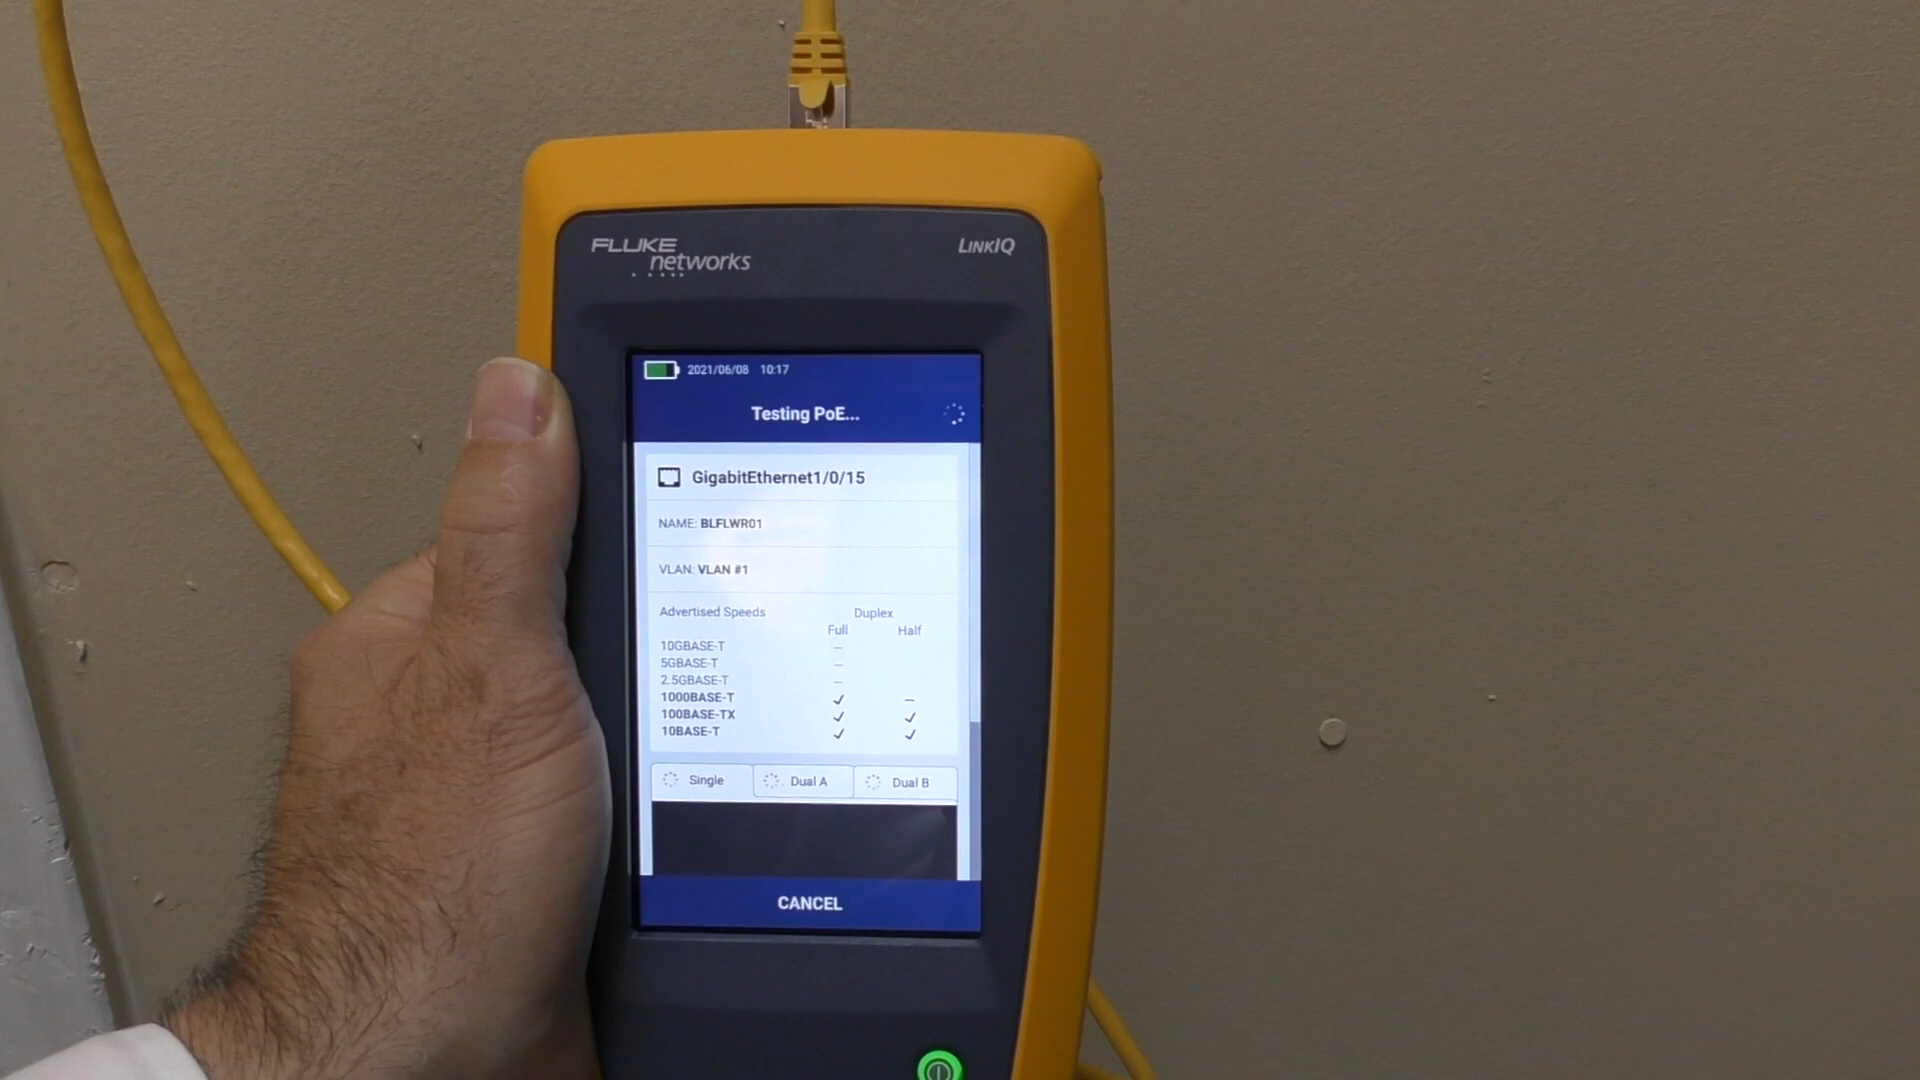 FLUKE
networks
LINKIQ
2021/06/08 10:17
Testing PoE...
GigabitEthernet1/0/15
NAME: BLFLWR01
VLAN: VLAN #1
Advertised Speeds Duplex
Full Half
10GBASE-T —
5GBASE-T —
2.5GBASE-T —
1000BASE-T ✓ —
100BASE-TX ✓ ✓
10BASE-T ✓ ✓
Single Dual A Dual B
CANCEL